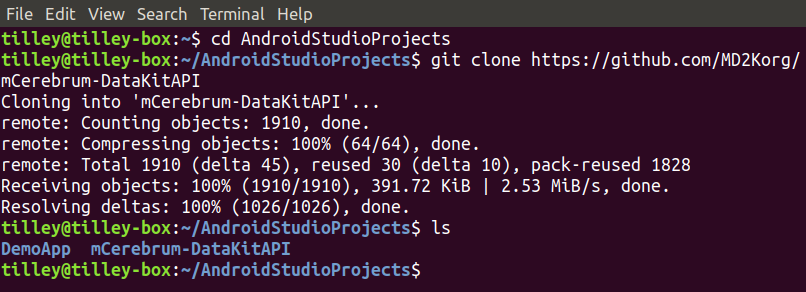 File Edit View Search Terminal Help
tilley@tilley-box:~$ cd AndroidStudioProjects
tilley@tilley-box:~/AndroidStudioProjects$ git clone https://github.com/MD2Korg/
mCerebrum-DataKitAPI
Cloning into 'mCerebrum-DataKitAPI'...
remote: Counting objects: 1910, done.
remote: Compressing objects: 100% (64/64), done.
remote: Total 1910 (delta 45), reused 30 (delta 10), pack-reused 1828
Receiving objects: 100% (1910/1910), 391.72 KiB | 2.53 MiB/s, done.
Resolving deltas: 100% (1026/1026), done.
tilley@tilley-box:~/AndroidStudioProjects$ ls
DemoApp  mCerebrum-DataKitAPI
tilley@tilley-box:~/AndroidStudioProjects$